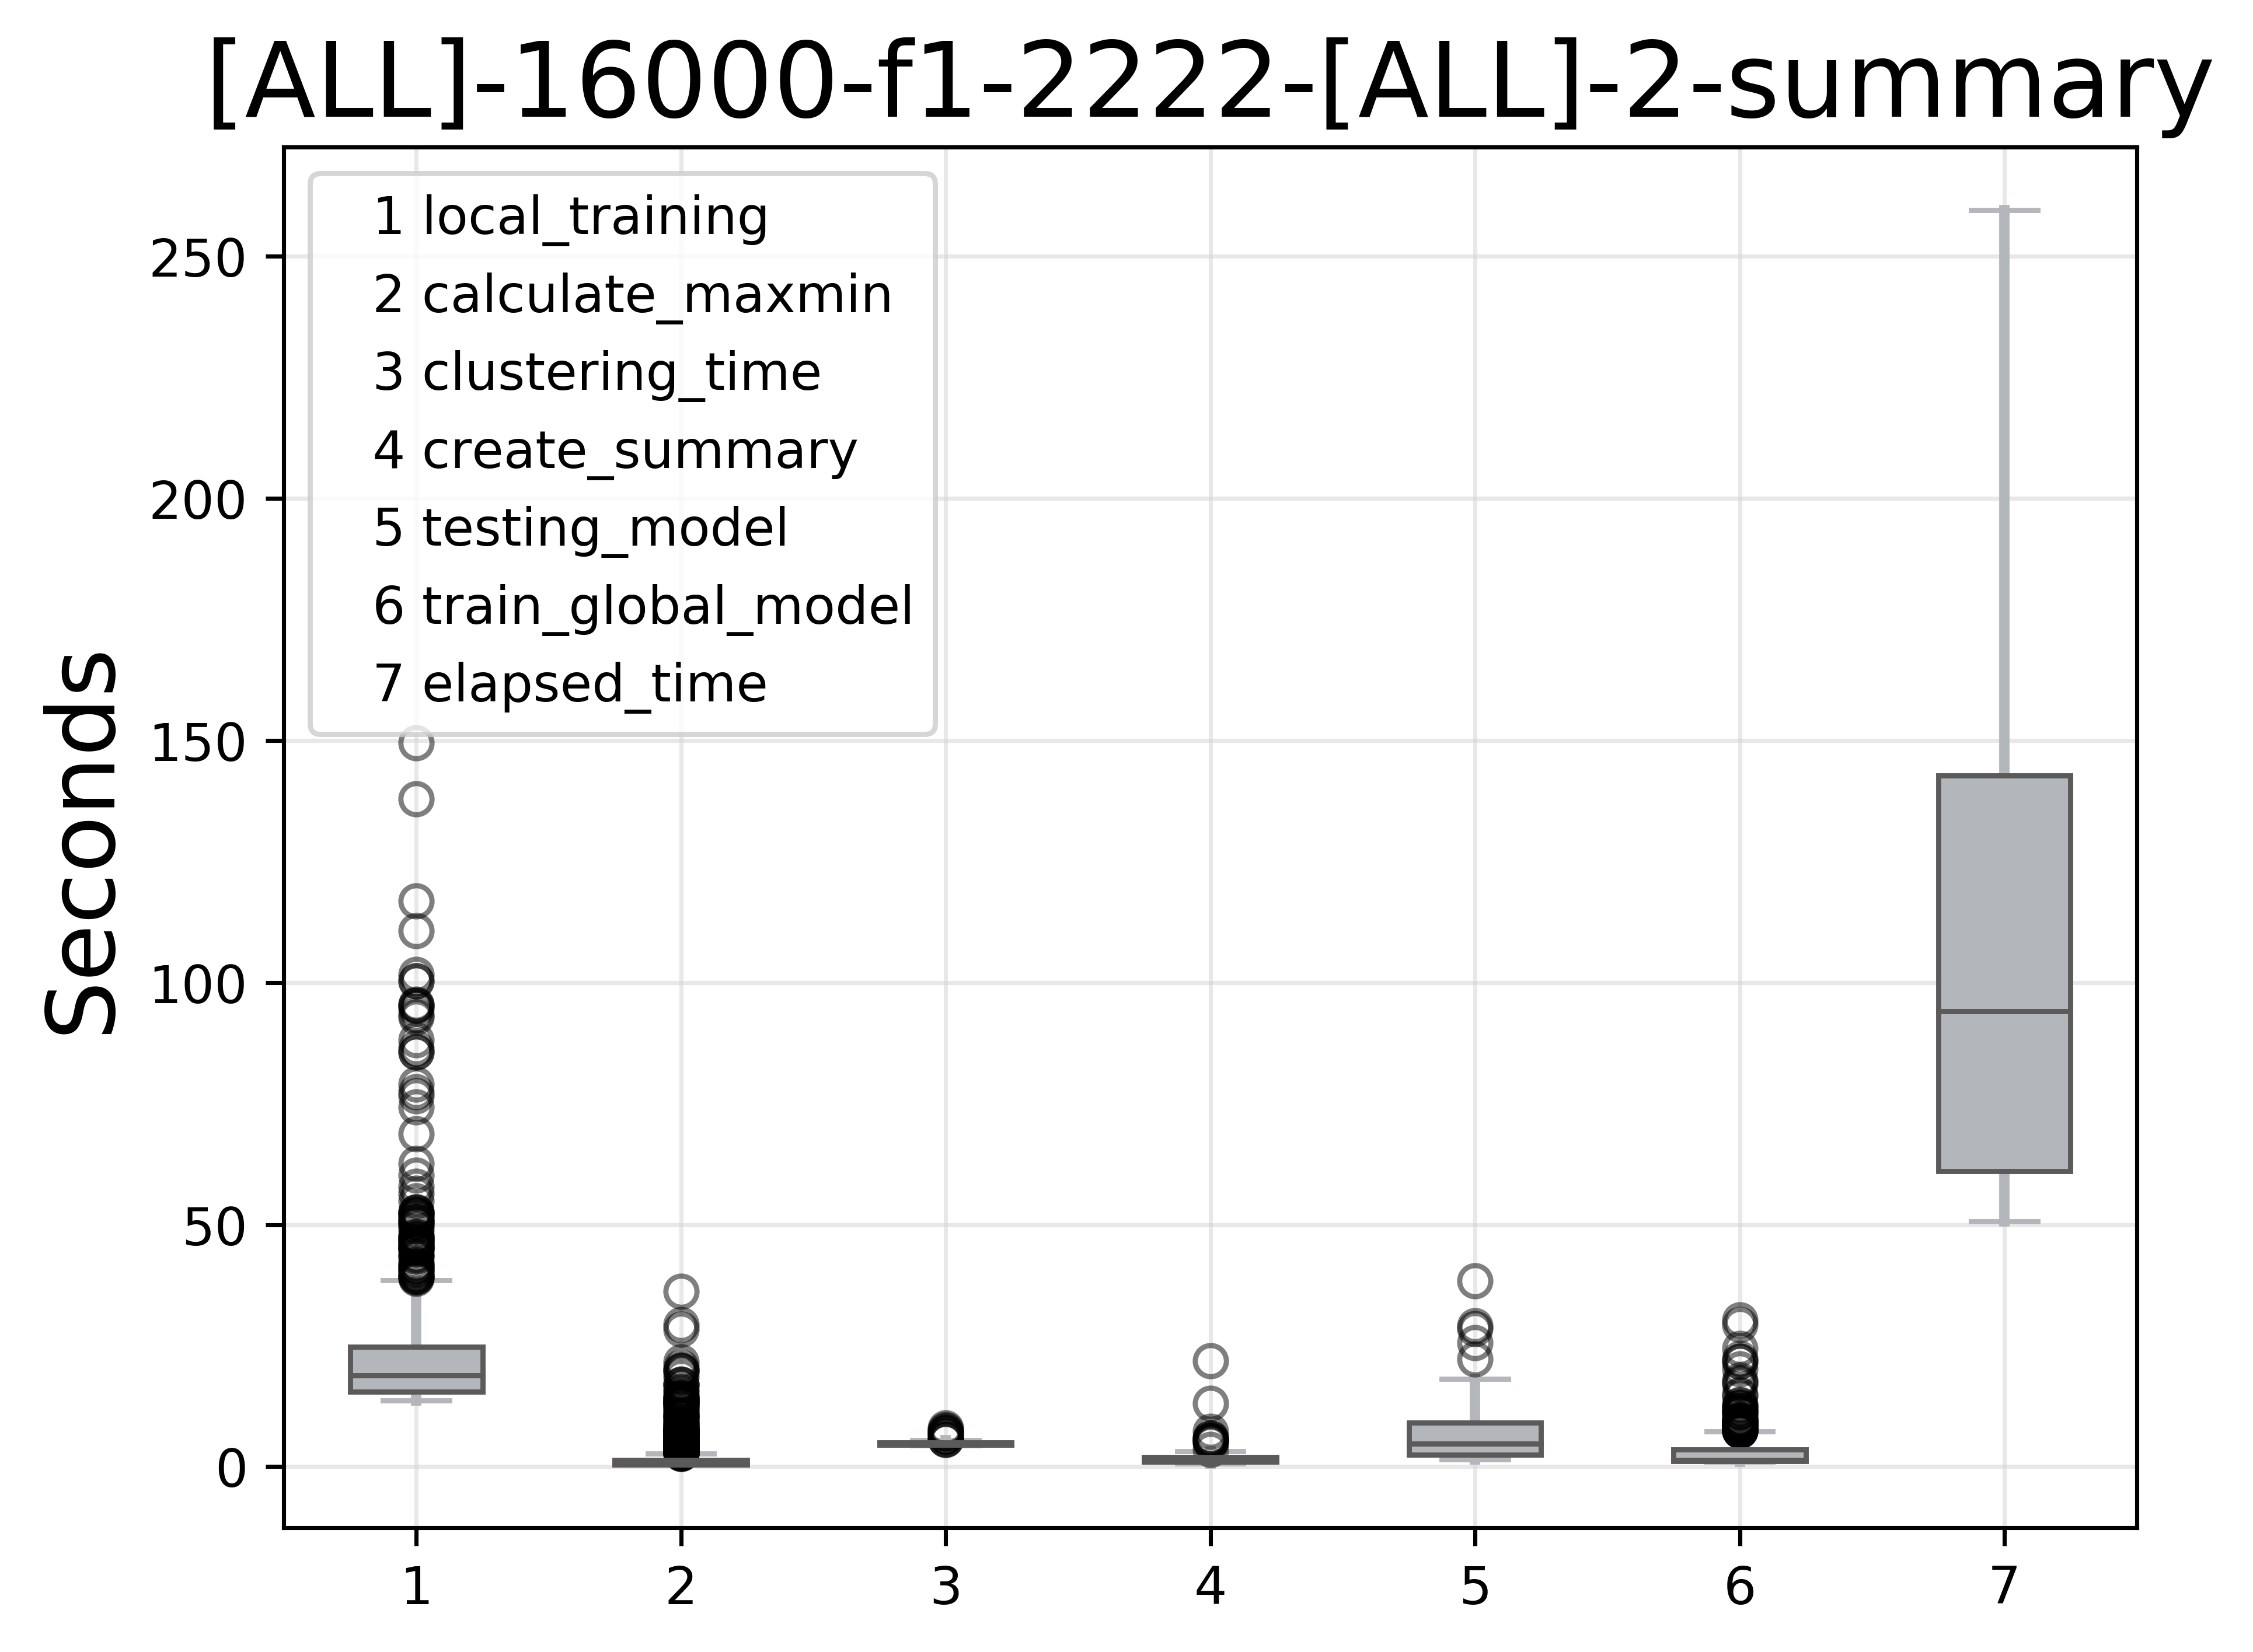 [ALL]-16000-f1-2222-[ALL]-2-summary
1 local_training
2 calculate_maxmin
3 clustering_time
4 create_summary
5 testing_model
6 train_global_model
7 elapsed_time
Seconds
250
200
150
100
50
0
1 2 3 4 5 6 7